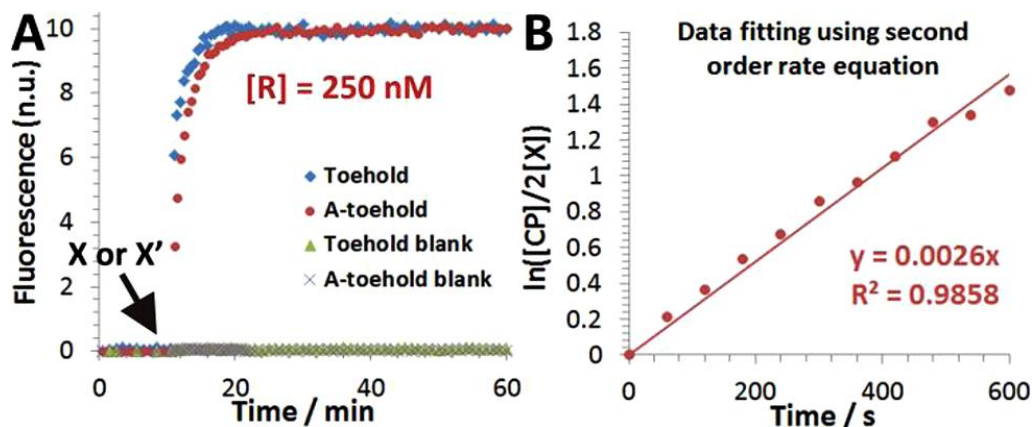 A
Fluorescence (n.u.)
10
8
6
4
2
0
[R] = 250 nM
Toehold
A-toehold
Toehold blank
A-toehold blank
X or X’
0 20 40 60
Time / min
B
Data fitting using second
order rate equation
ln([CP]/2[X])
1.8
1.6
1.4
1.2
1
0.8
0.6
0.4
0.2
0
y = 0.0026x
R² = 0.9858
0 200 400 600
Time / s